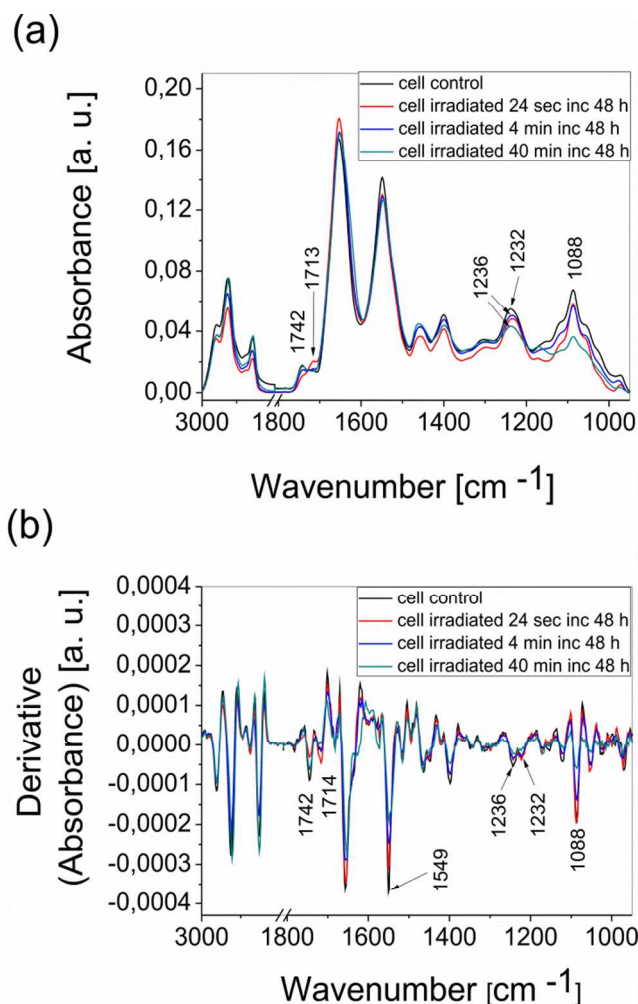 (a)
0,20
0,16
0,12
0,08
0,04
0,00
Absorbance [a. u.]
cell control
cell irradiated 24 sec inc 48 h
cell irradiated 4 min inc 48 h
cell irradiated 40 min inc 48 h
1742
1713
1236
1232
1088
3000
1800
1600
1400
1200
1000
Wavenumber [cm -1]
(b)
0,0004
0,0003
0,0002
0,0001
0,0000
-0,0001
-0,0002
-0,0003
-0,0004
Derivative
(Absorbance) [a. u.]
cell control
cell irradiated 24 sec inc 48 h
cell irradiated 4 min inc 48 h
cell irradiated 40 min inc 48 h
1742
1714
1549
1236
1232
1088
3000
1800
1600
1400
1200
1000
Wavenumber [cm -1]